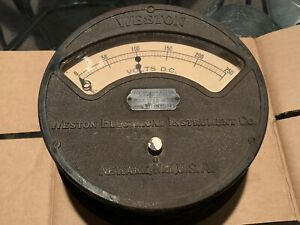 WESTON
0 50 100 150 200 250
VOLTS D.C.
WESTON ELECTRICAL INSTRUMENT CO.
NEWARK, N.J. U.S.A.